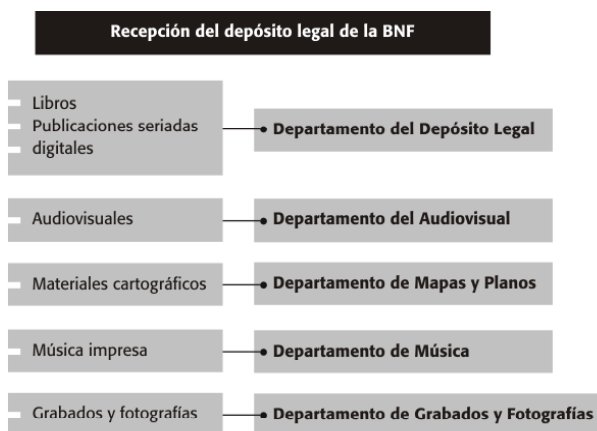 Recepción del depósito legal de la BNF
Libros
Publicaciones seriadas
digitales
Departamento del Depósito Legal
Audiovisuales
Departamento del Audiovisual
Materiales cartográficos
Departamento de Mapas y Planos
Música impresa
Departamento de Música
Grabados y fotografías
Departamento de Grabados y Fotografías